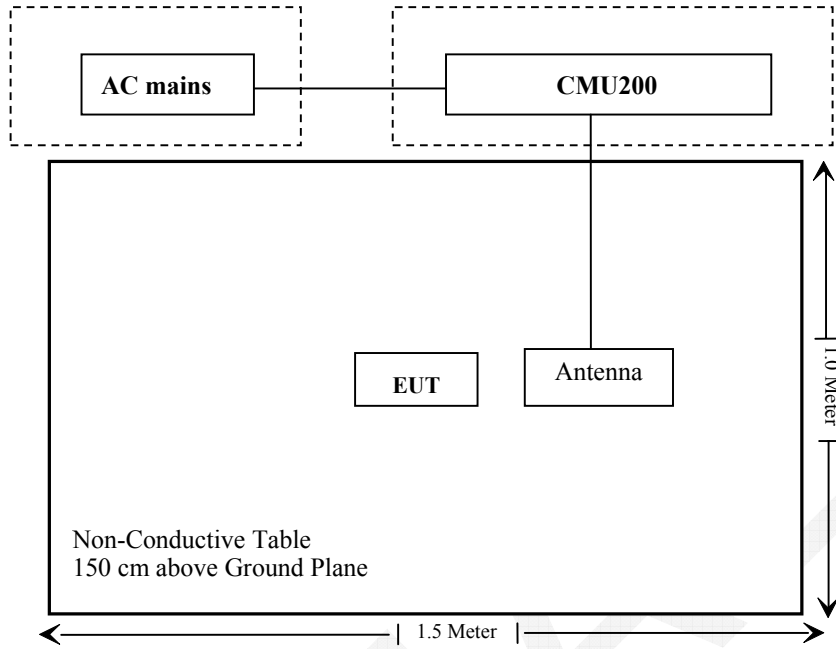 AC mains
CMU200
EUT
Antenna
1.0 Meter
Non-Conductive Table
150 cm above Ground Plane
1.5 Meter